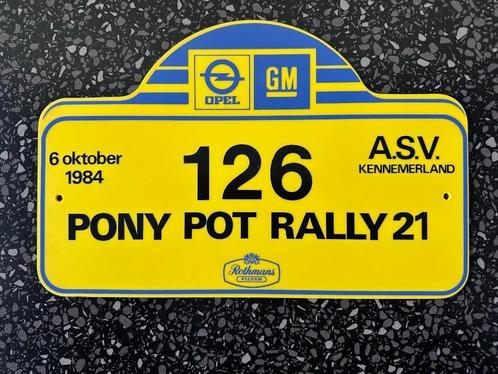 OPEL
GM
6 oktober
1984
126
A.S.V.
KENNEMERLAND
PONY POT RALLY 21
Rothmans
FILTER